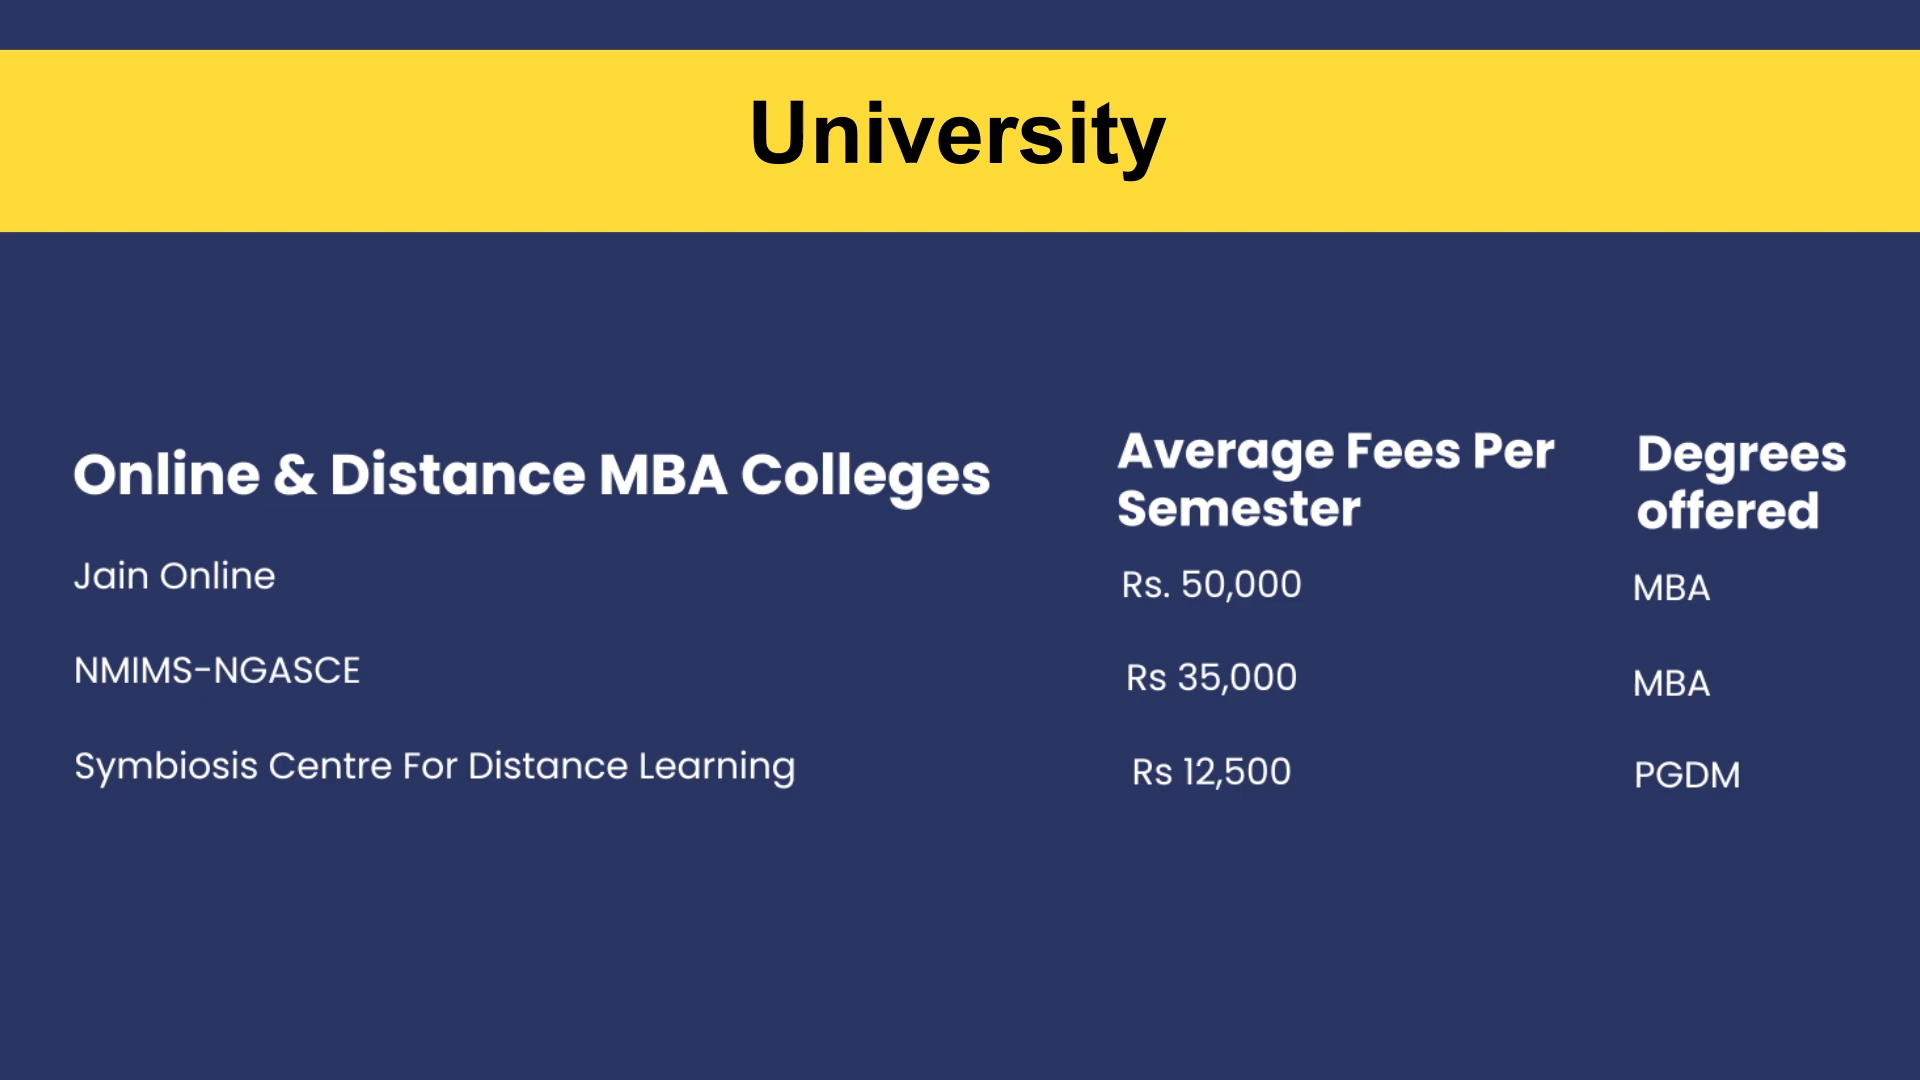 University
Online & Distance MBA Colleges
Average Fees Per
Semester
Degrees
offered
Jain Online
Rs. 50,000
MBA
NMIMS-NGASCE
Rs 35,000
MBA
Symbiosis Centre For Distance Learning
Rs 12,500
PGDM